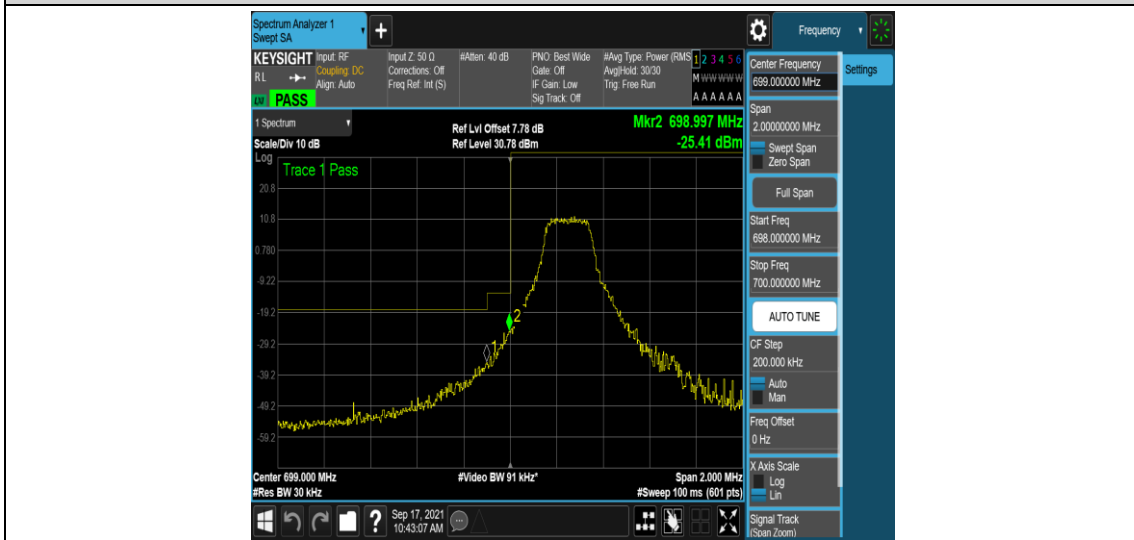 Spectrum Analyzer 1
Swept SA
Frequency
KEYSIGHT
RL
PASS
Input: RF
Coupling: DC
Align: Auto
Input Z: 50 Ω
Corrections: Off
Freq Ref: Int (S)
#Atten: 40 dB
PNO: Best Wide
Gate: Off
IF Gain: Low
Sig Track: Off
#Avg Type: Power (RMS
Avg|Hold: 30/30
Trig: Free Run
1 2 3 4 5 6
M W W W W W
A A A A A A
Center Frequency
699.000000 MHz
Settings
Span
2.00000000 MHz
Swept Span
Zero Span
Full Span
Start Freq
698.000000 MHz
Stop Freq
700.000000 MHz
AUTO TUNE
CF Step
200.000 kHz
Auto
Man
Freq Offset
0 Hz
X Axis Scale
Log
Lin
Signal Track
(Span Zoom)
1 Spectrum
Scale/Div 10 dB
Ref Lvl Offset 7.78 dB
Ref Level 30.78 dBm
Mkr2 698.997 MHz
-25.41 dBm
Log
Trace 1 Pass
20.8
10.8
0.780
-9.22
-19.2
-29.2
-39.2
-49.2
-59.2
2
1
Center 699.000 MHz
#Res BW 30 kHz
#Video BW 91 kHz*
Span 2.000 MHz
#Sweep 100 ms (601 pts)
?
Sep 17, 2021
10:43:07 AM